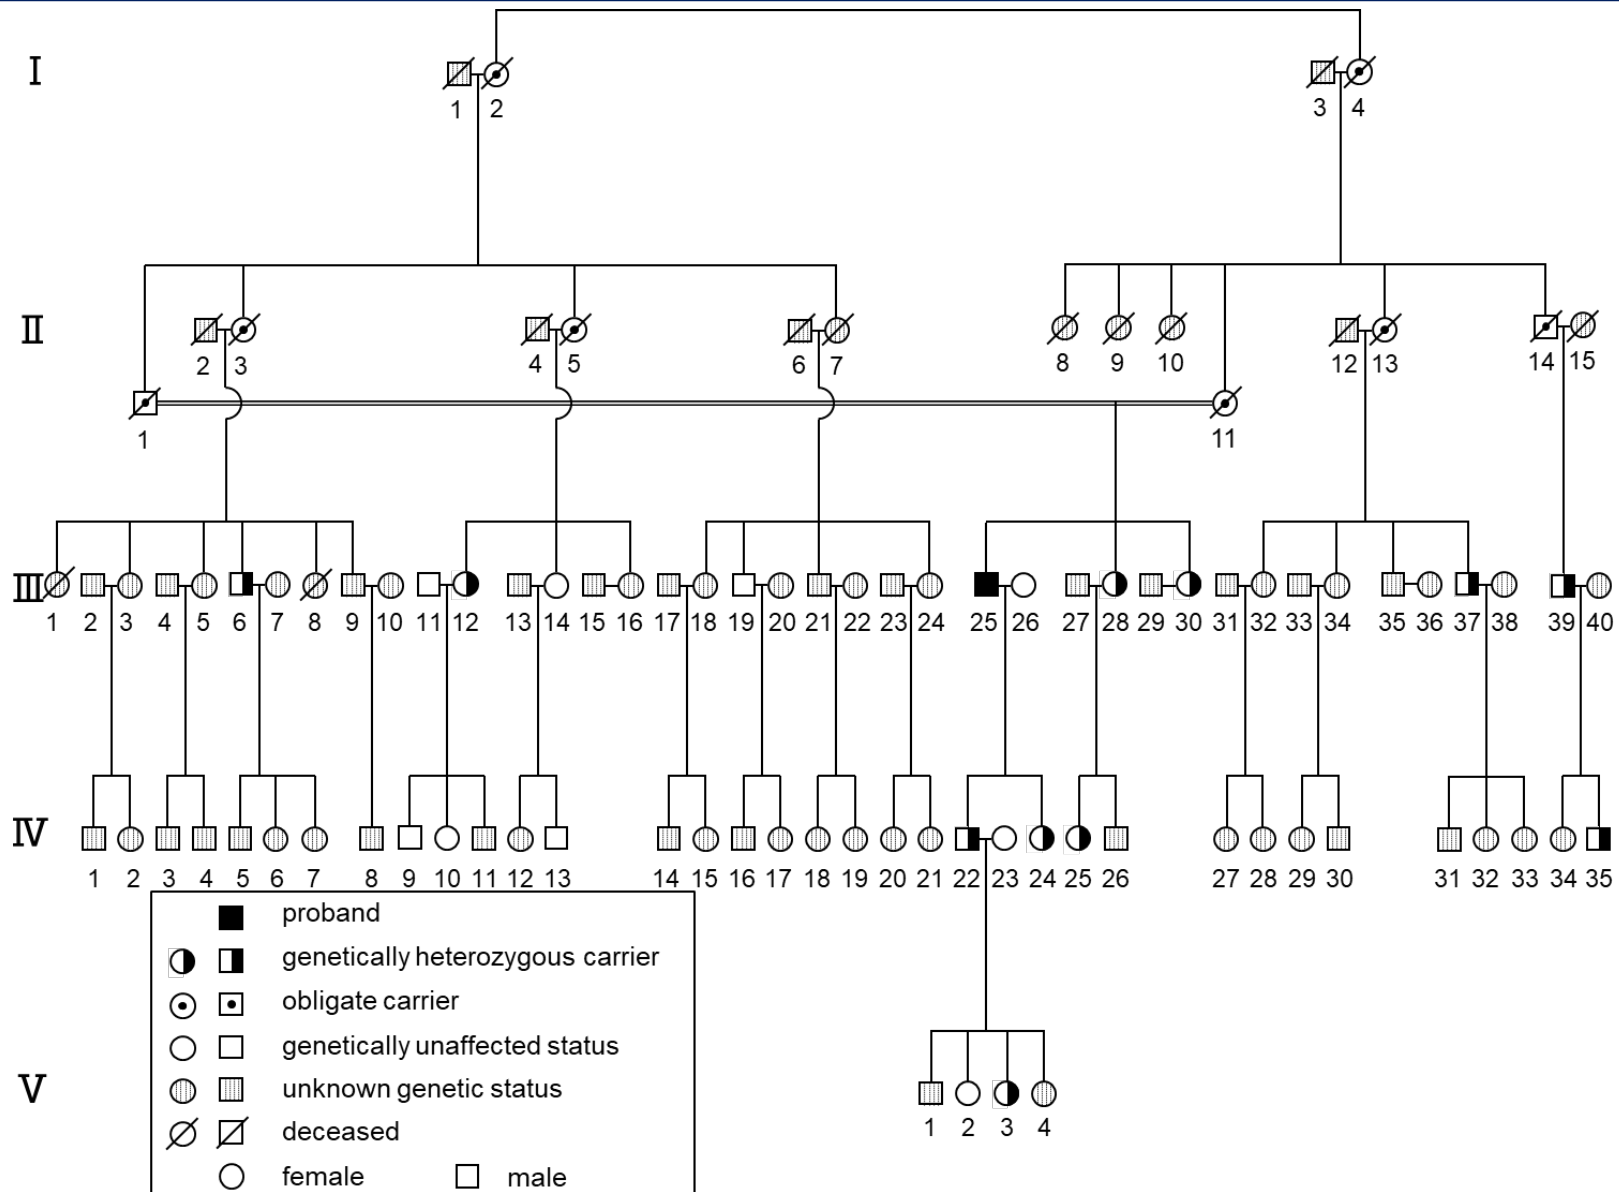 I
1 2 3 4
II
2 3 4 5 6 7 8 9 10 12 13 14 15
1 11
III
1 2 3 4 5 6 7 8 9 10 11 12 13 14 15 16 17 18 19 20 21 22 23 24 25 26 27 28 29 30 31 32 33 34 35 36 37 38 39 40
IV
1 2 3 4 5 6 7 8 9 10 11 12 13 14 15 16 17 18 19 20 21 22 23 24 25 26 27 28 29 30 31 32 33 34 35
proband
genetically heterozygous carrier
obligate carrier
genetically unaffected status
unknown genetic status
deceased
female male
V
1 2 3 4